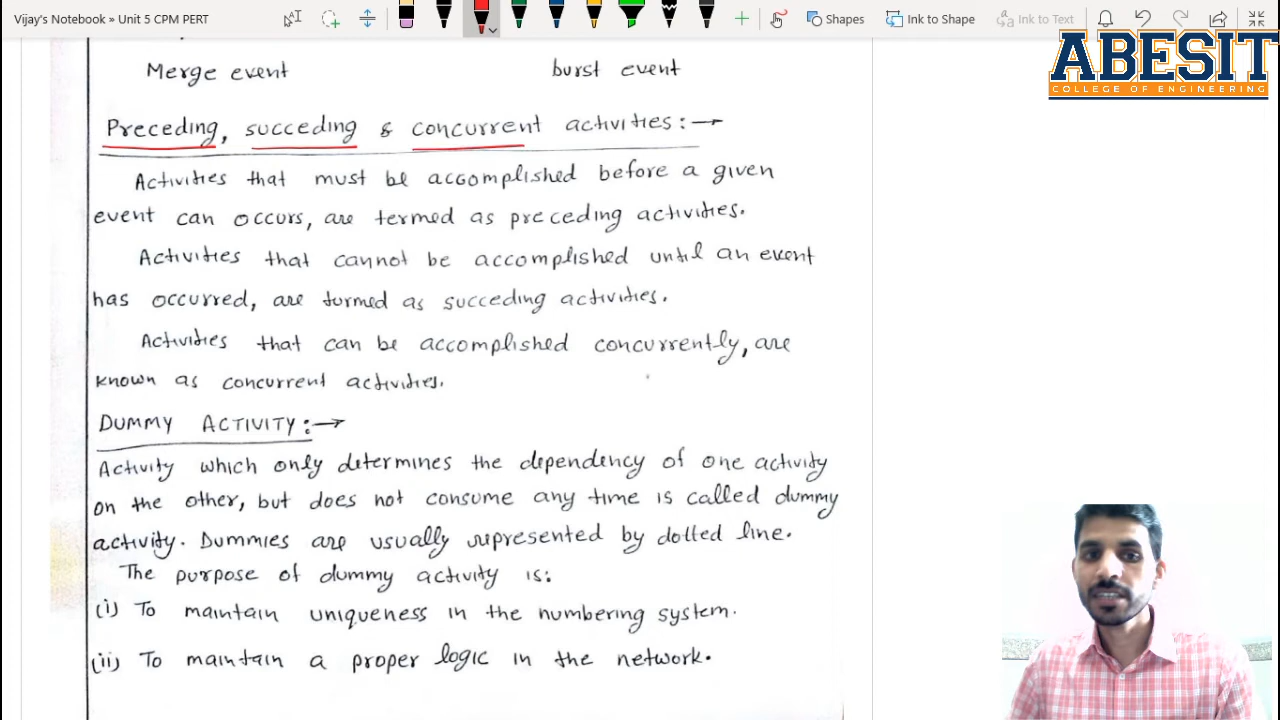 Vijay's Notebook » Unit 5 CPM PERT
Shapes
Ink to Shape
Ink to Text
ABESIT
COLLEGE OF ENGINEERING
Merge event
burst event
Preceding, succeding & concurrent activities :→
Activities that must be accomplished before a given
event can occurs, are termed as preceding activities.
Activities that cannot be accomplished until an event
has occurred, are termed as succeding activities.
Activities that can be accomplished concurrently, are
known as concurrent activities.
DUMMY ACTIVITY :→
Activity which only determines the dependency of one activity
on the other, but does not consume any time is called dummy
activity. Dummies are usually represented by dotted line.
The purpose of dummy activity is:
(i) To maintain uniqueness in the numbering system.
(ii) To maintain a proper logic in the network.